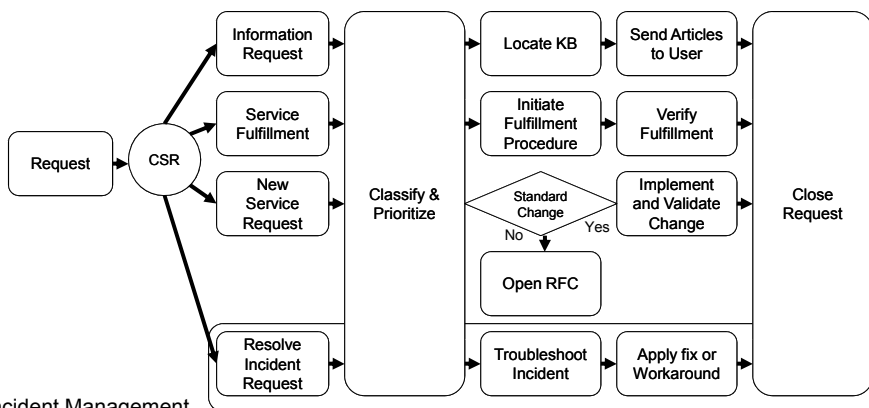 Request
CSR
Information
Request
Service
Fulfillment
New
Service
Request
Resolve
Incident
Request
Classify &
Prioritize
Locate KB
Send Articles
to User
Initiate
Fulfillment
Procedure
Verify
Fulfillment
Standard
Change
No
Yes
Implement
and Validate
Change
Open RFC
Troubleshoot
Incident
Apply fix or
Workaround
Close
Request
Management